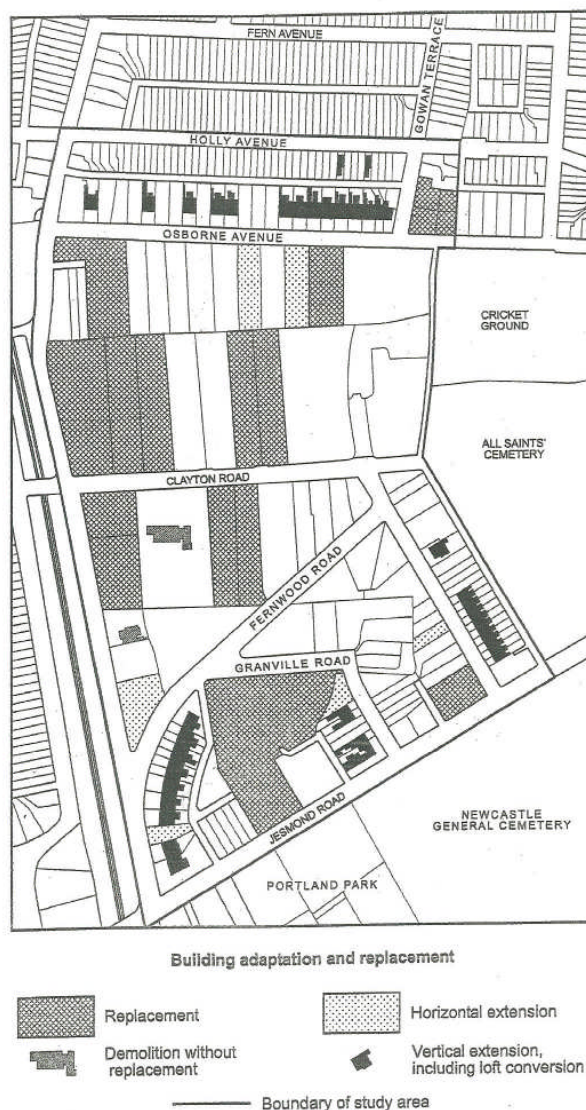 FERN AVENUE
GOWAN TERRACE
HOLLY AVENUE
OSBORNE AVENUE
CRICKET
GROUND
ALL SAINTS'
CEMETERY
CLAYTON ROAD
FERNWOOD ROAD
GRANVILLE ROAD
JESMOND ROAD
NEWCASTLE
GENERAL CEMETERY
PORTLAND PARK
Building adaptation and replacement
Replacement
Horizontal extension
Demolition without
replacement
Vertical extension,
including loft conversion
Boundary of study area